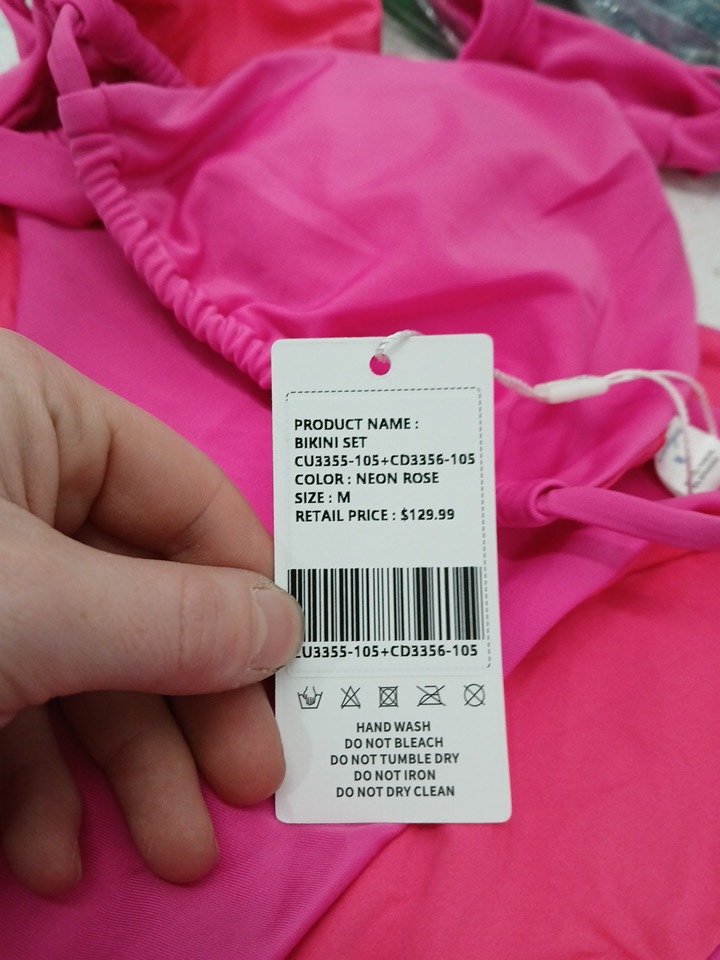 PRODUCT NAME :
BIKINI SET
CU3355-105+CD3356-105
COLOR : NEON ROSE
SIZE : M
RETAIL PRICE : $129.99
CU3355-105+CD3356-105
HAND WASH
DO NOT BLEACH
DO NOT TUMBLE DRY
DO NOT IRON
DO NOT DRY CLEAN